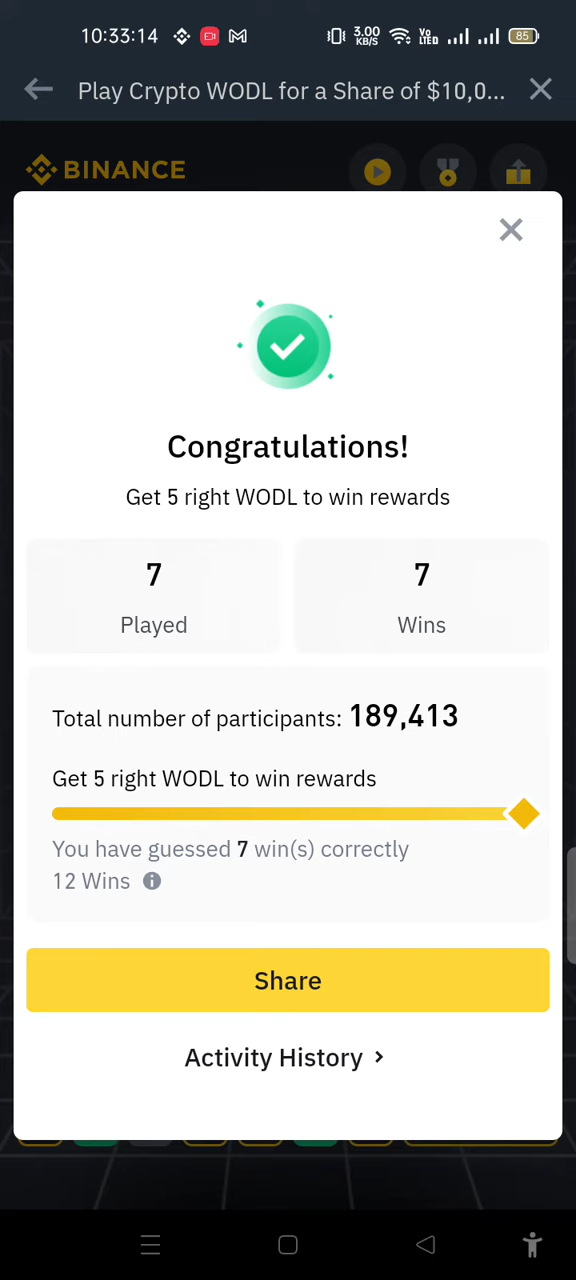 10:33:14
3.00 KB/S
Vo LTED
85
Play Crypto WODL for a Share of $10,0...
BINANCE
Congratulations!
Get 5 right WODL to win rewards
7
7
Played
Wins
Total number of participants: 189,413
Get 5 right WODL to win rewards
You have guessed 7 win(s) correctly
12 Wins
Share
Activity History